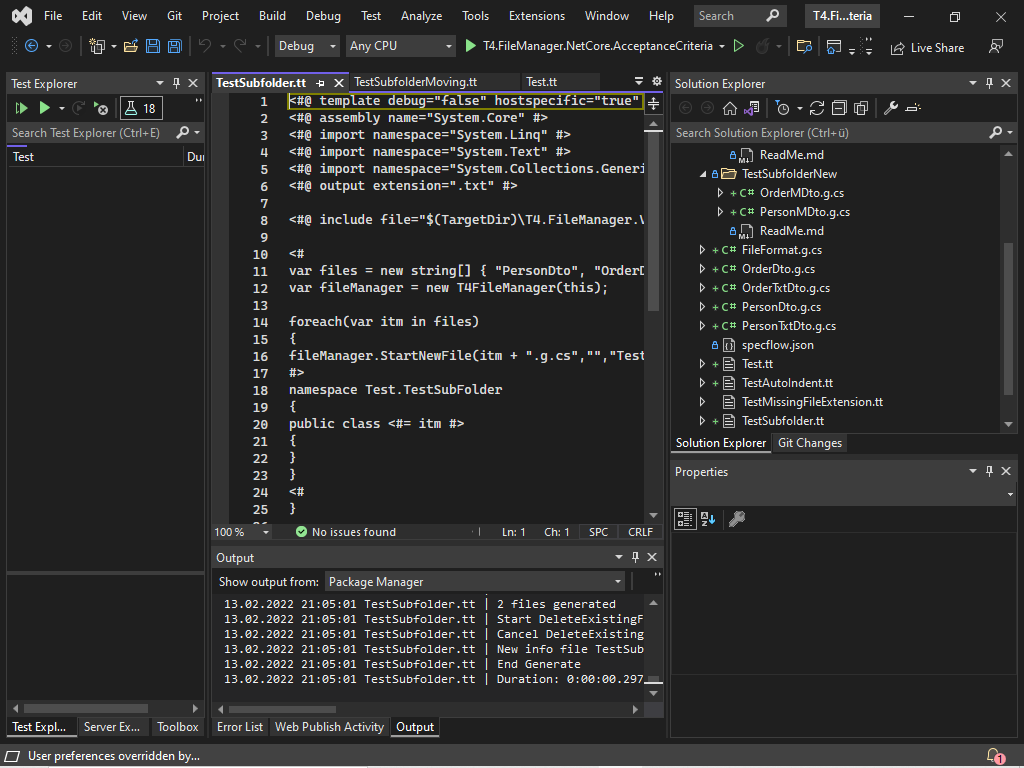 File Edit View Git Project Build Debug Test Analyze Tools Extensions Window Help Search T4.Fi...teria
Debug Any CPU T4.FileManager.NetCore.AcceptanceCriteria Live Share
Test Explorer
18
Search Test Explorer (Ctrl+E)
Test Dur
TestSubfolder.tt TestSubfolderMoving.tt Test.tt
1 <#@ template debug="false" hostspecific="true"
2 <#@ assembly name="System.Core" #>
3 <#@ import namespace="System.Linq" #>
4 <#@ import namespace="System.Text" #>
5 <#@ import namespace="System.Collections.Generi
6 <#@ output extension=".txt" #>
7
8 <#@ include file="$(TargetDir)\T4.FileManager.V
9
10 <#
11 var files = new string[] { "PersonDto", "OrderD
12 var fileManager = new T4FileManager(this);
13
14 foreach(var itm in files)
15 {
16 fileManager.StartNewFile(itm + ".g.cs","","Test
17 #>
18 namespace Test.TestSubFolder
19 {
20 public class <#= itm #>
21 {
22 }
23 }
24 <#
25 }
100 % No issues found Ln: 1 Ch: 1 SPC CRLF
Output
Show output from: Package Manager
13.02.2022 21:05:01 TestSubfolder.tt | 2 files generated
13.02.2022 21:05:01 TestSubfolder.tt | Start DeleteExistingF
13.02.2022 21:05:01 TestSubfolder.tt | Cancel DeleteExisting
13.02.2022 21:05:01 TestSubfolder.tt | New info file TestSub
13.02.2022 21:05:01 TestSubfolder.tt | End Generate
13.02.2022 21:05:01 TestSubfolder.tt | Duration: 0:00:00.297
Solution Explorer
Search Solution Explorer (Ctrl+ü)
ReadMe.md
TestSubfolderNew
C# OrderMDto.g.cs
C# PersonMDto.g.cs
ReadMe.md
C# FileFormat.g.cs
C# OrderDto.g.cs
C# OrderTxtDto.g.cs
C# PersonDto.g.cs
C# PersonTxtDto.g.cs
specflow.json
Test.tt
TestAutoIndent.tt
TestMissingFileExtension.tt
TestSubfolder.tt
Solution Explorer Git Changes
Properties
Test Expl... Server Ex... Toolbox Error List Web Publish Activity Output
User preferences overridden by... 1